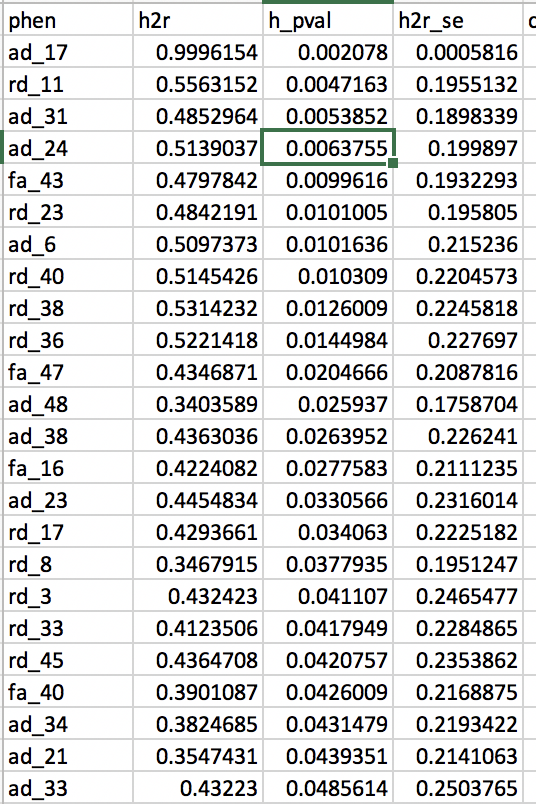 phen h2r h_pval h2r_se
ad_17 0.9996154 0.002078 0.0005816
rd_11 0.5563152 0.0047163 0.1955132
ad_31 0.4852964 0.0053852 0.1898339
ad_24 0.5139037 0.0063755 0.199897
fa_43 0.4797842 0.0099616 0.1932293
rd_23 0.4842191 0.0101005 0.195805
ad_6 0.5097373 0.0101636 0.215236
rd_40 0.5145426 0.010309 0.2204573
rd_38 0.5314232 0.0126009 0.2245818
rd_36 0.5221418 0.0144984 0.227697
fa_47 0.4346871 0.0204666 0.2087816
ad_48 0.3403589 0.025937 0.1758704
ad_38 0.4363036 0.0263952 0.226241
fa_16 0.4224082 0.0277583 0.2111235
ad_23 0.4454834 0.0330566 0.2316014
rd_17 0.4293661 0.034063 0.2225182
rd_8 0.3467915 0.0377935 0.1951247
rd_3 0.432423 0.041107 0.2465477
rd_33 0.4123506 0.0417949 0.2284865
rd_45 0.4364708 0.0420757 0.2353862
fa_40 0.3901087 0.0426009 0.2168875
ad_34 0.3824685 0.0431479 0.2193422
ad_21 0.3547431 0.0439351 0.2141063
ad_33 0.43223 0.0485614 0.2503765